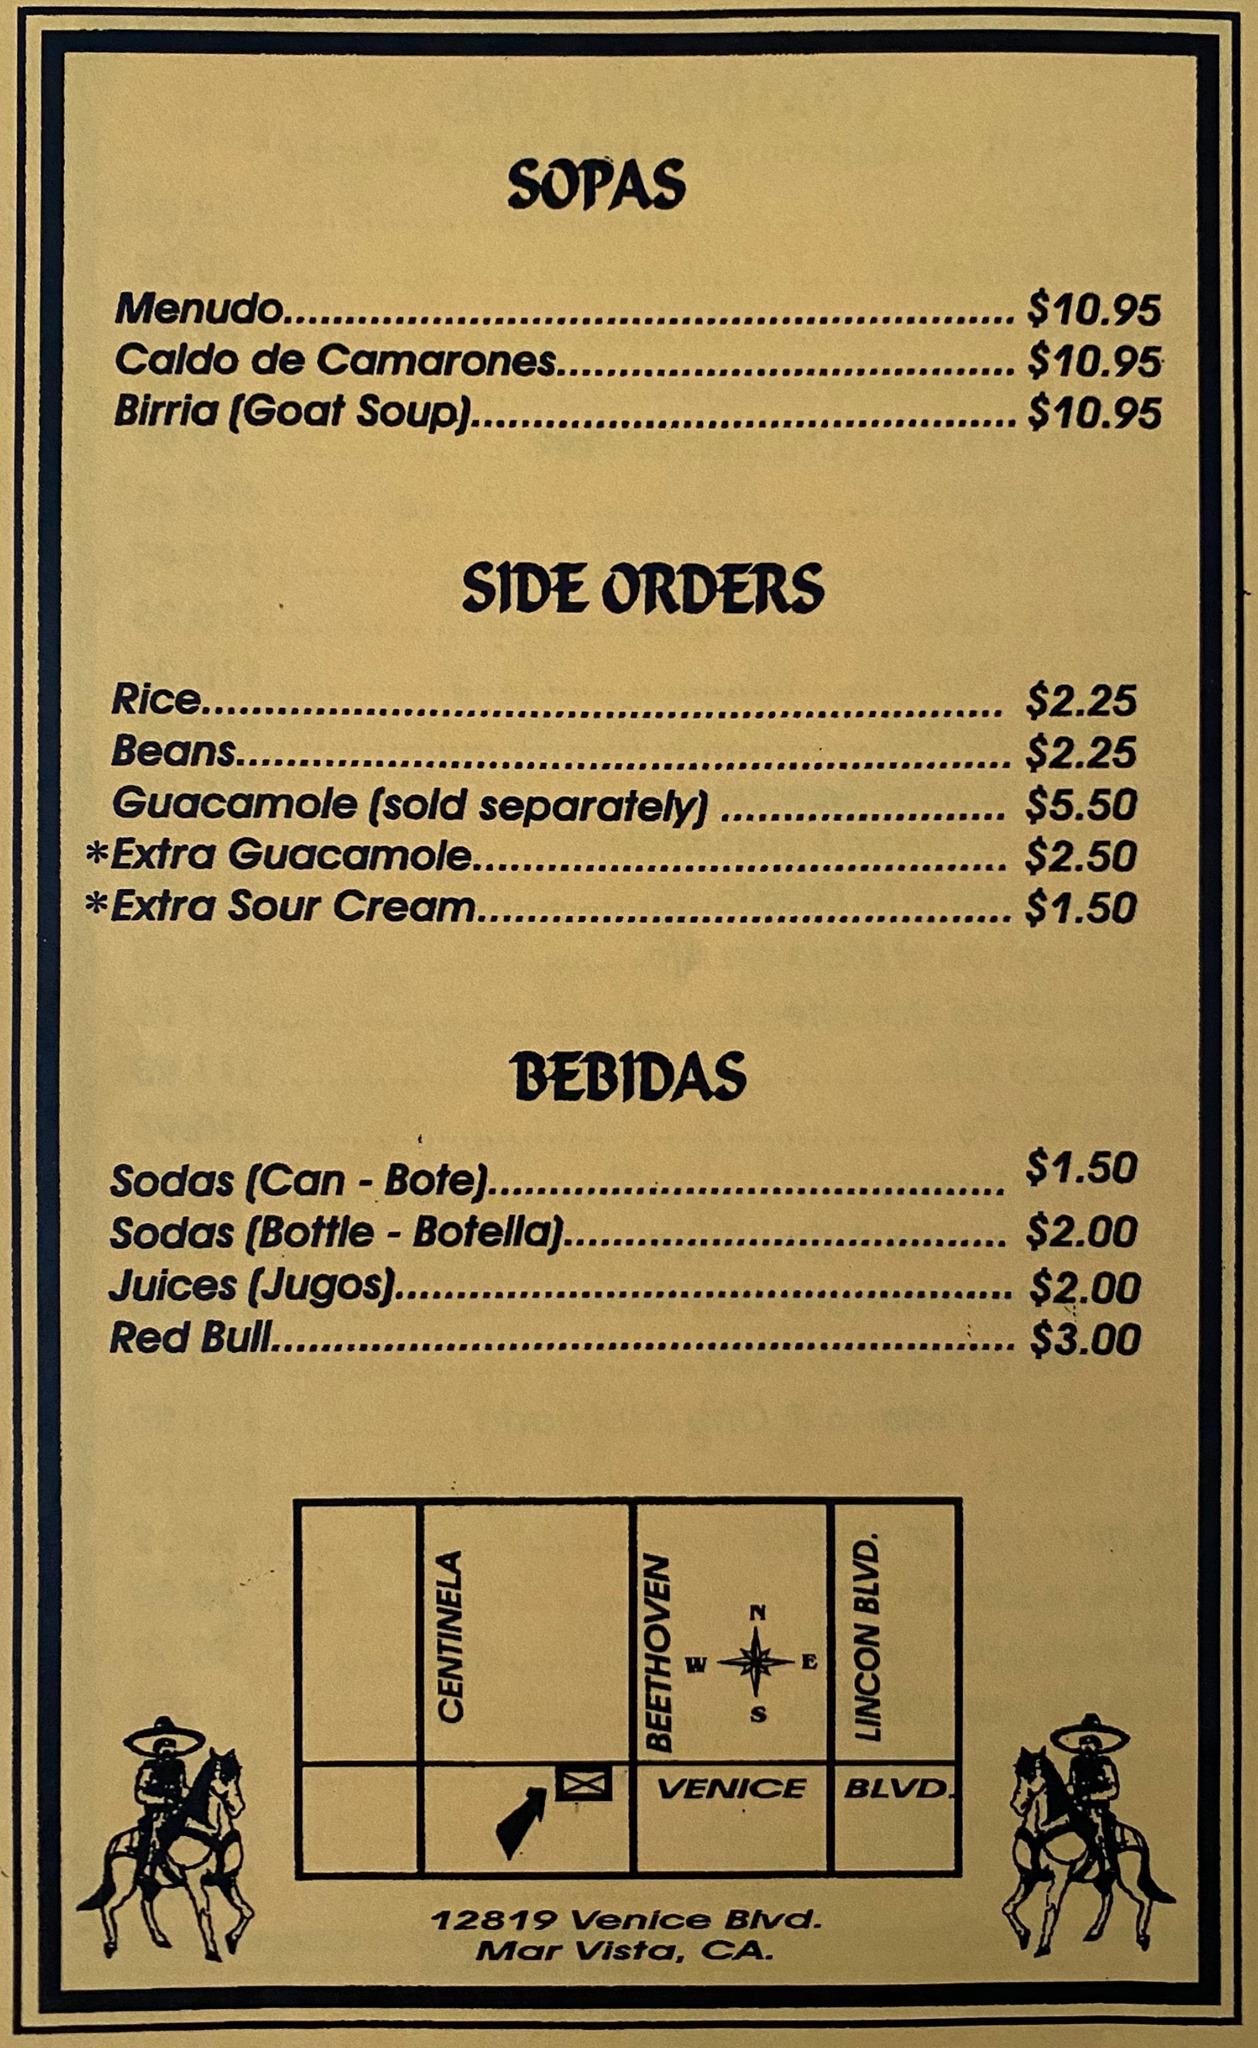 SOPAS
Menudo............................................................ $10.95
Caldo de Camarones...................................... $10.95
Birria (Goat Soup)............................................. $10.95
SIDE ORDERS
Rice................................................................ $2.25
Beans.............................................................. $2.25
Guacamole (sold separately) ....................... $5.50
*Extra Guacamole............................................ $2.50
*Extra Sour Cream............................................ $1.50
BEBIDAS
Sodas (Can - Bote)........................................... $1.50
Sodas (Bottle - Botella).................................... $2.00
Juices (Jugos)................................................... $2.00
Red Bull............................................................. $3.00
CENTINELA
BEETHOVEN
N
W E
S
LINCON BLVD.
VENICE BLVD.
12819 Venice Blvd.
Mar Vista, CA.